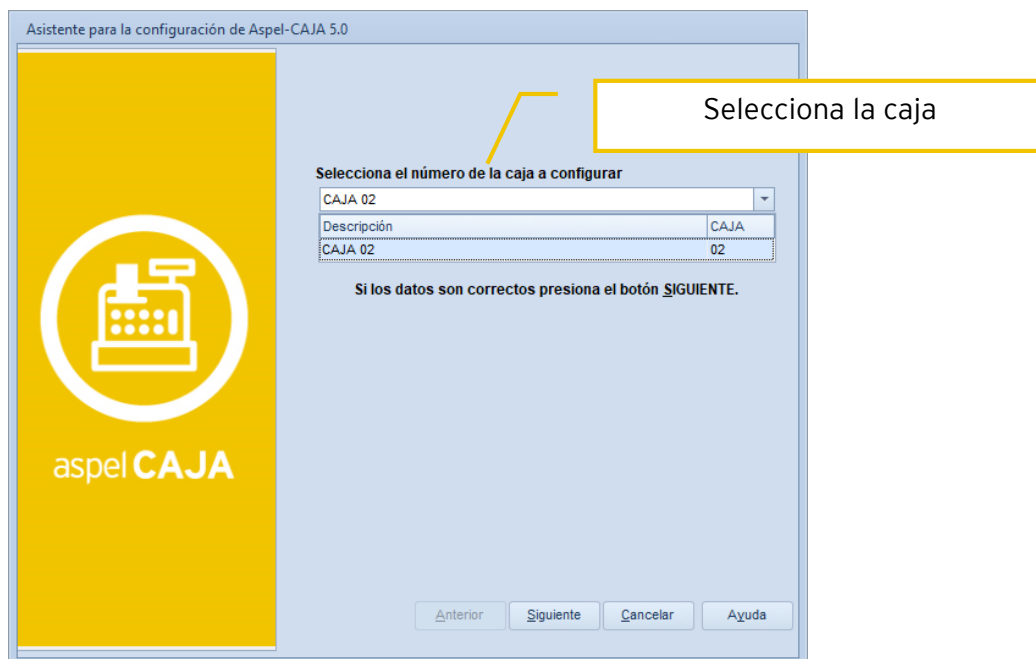 Asistente para la configuración de Aspel-CAJA 5.0
Selecciona la caja
Selecciona el número de la caja a configurar
CAJA 02
Descripción CAJA
CAJA 02 02
Si los datos son correctos presiona el botón SIGUIENTE.
aspel CAJA
Anterior Siguiente Cancelar Ayuda